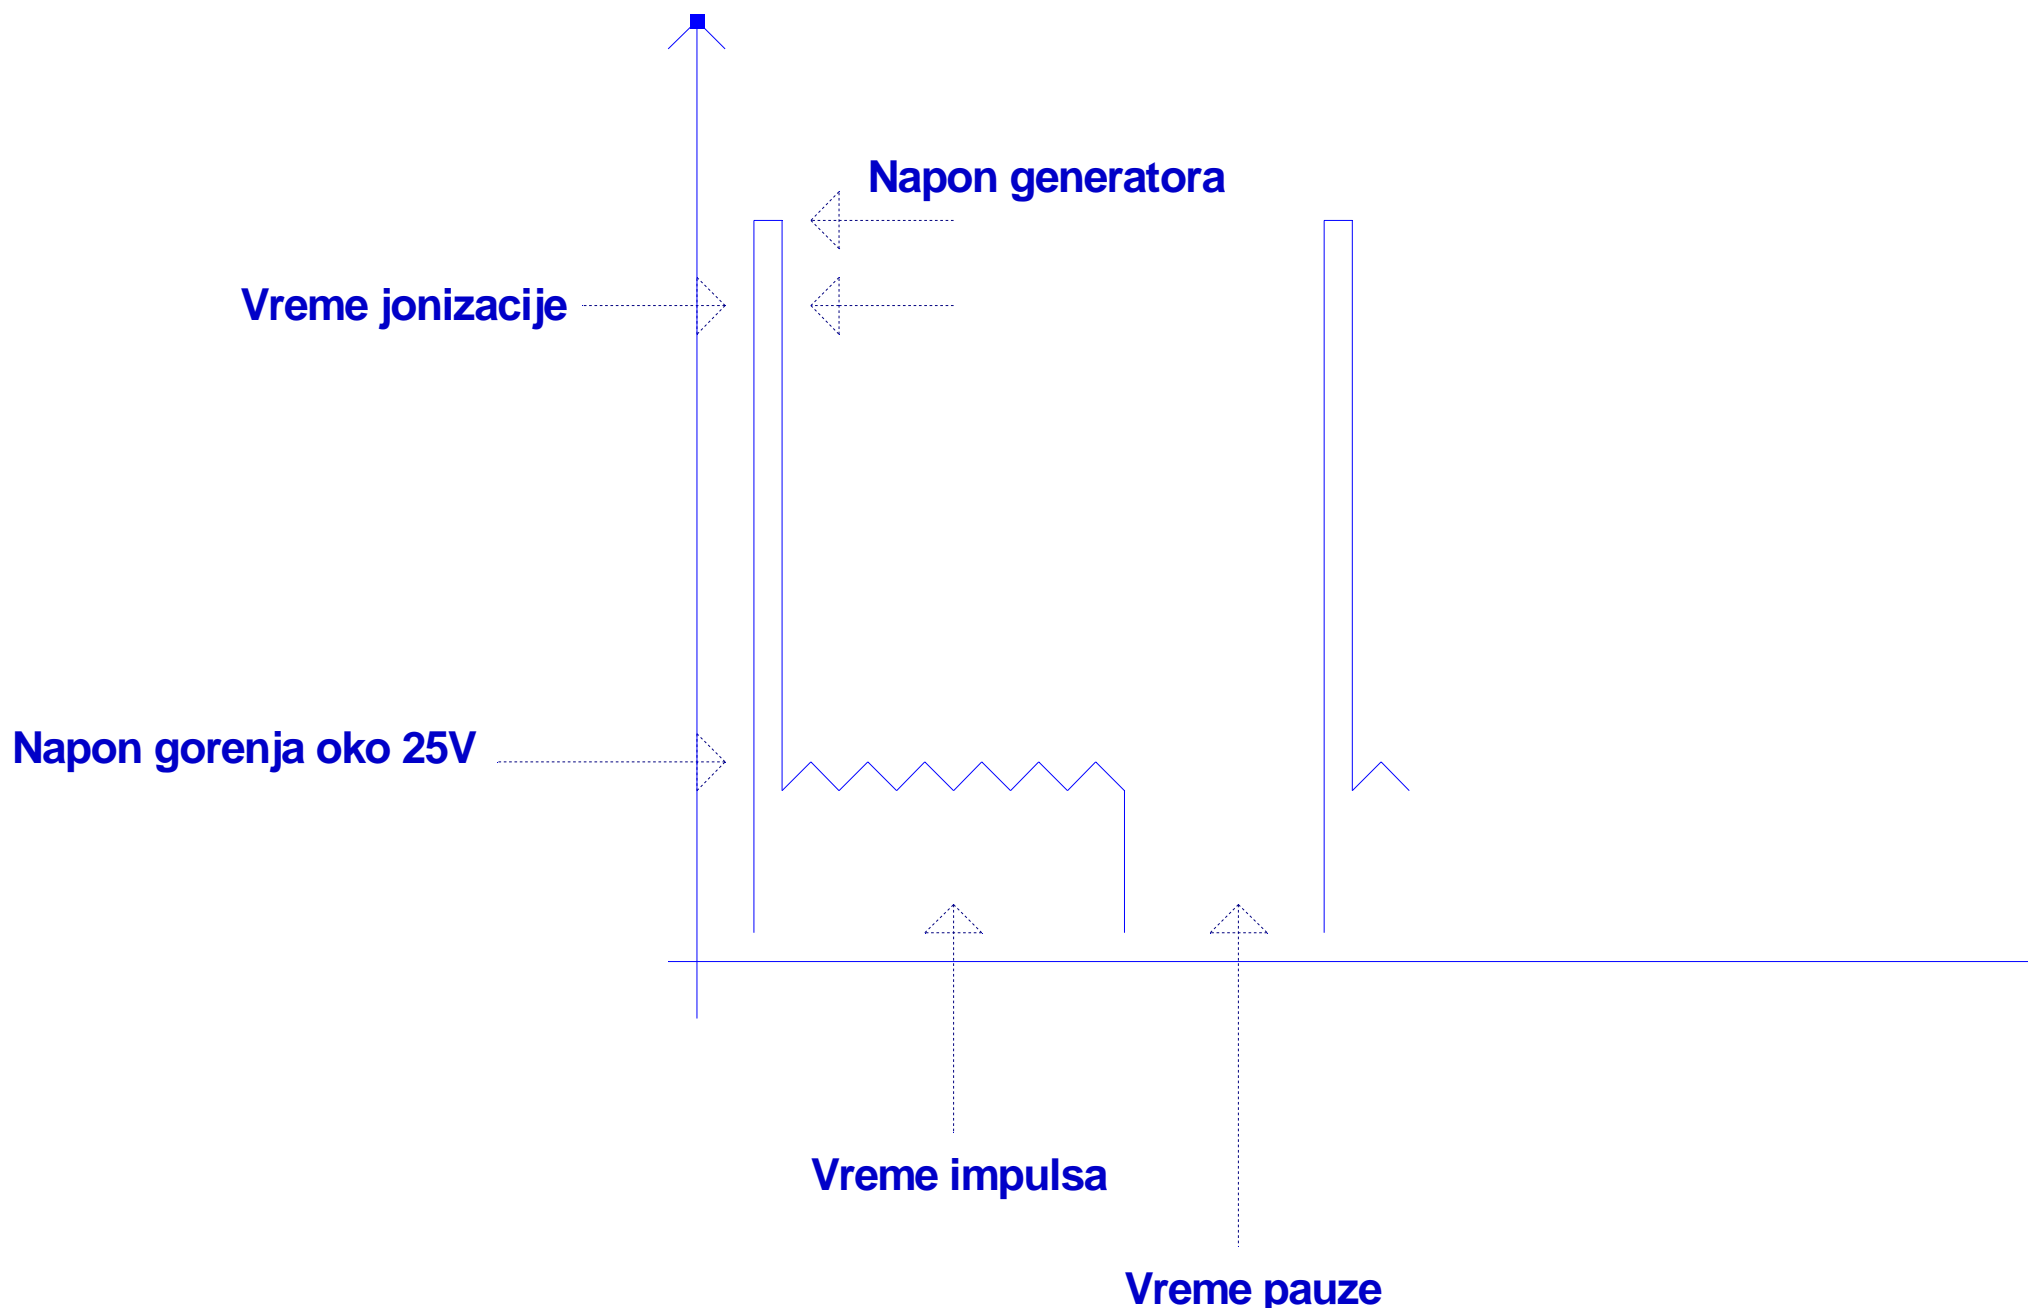 Napon generatora
Vreme jonizacije
Napon gorenja oko 25V
Vreme impulsa
Vreme pauze